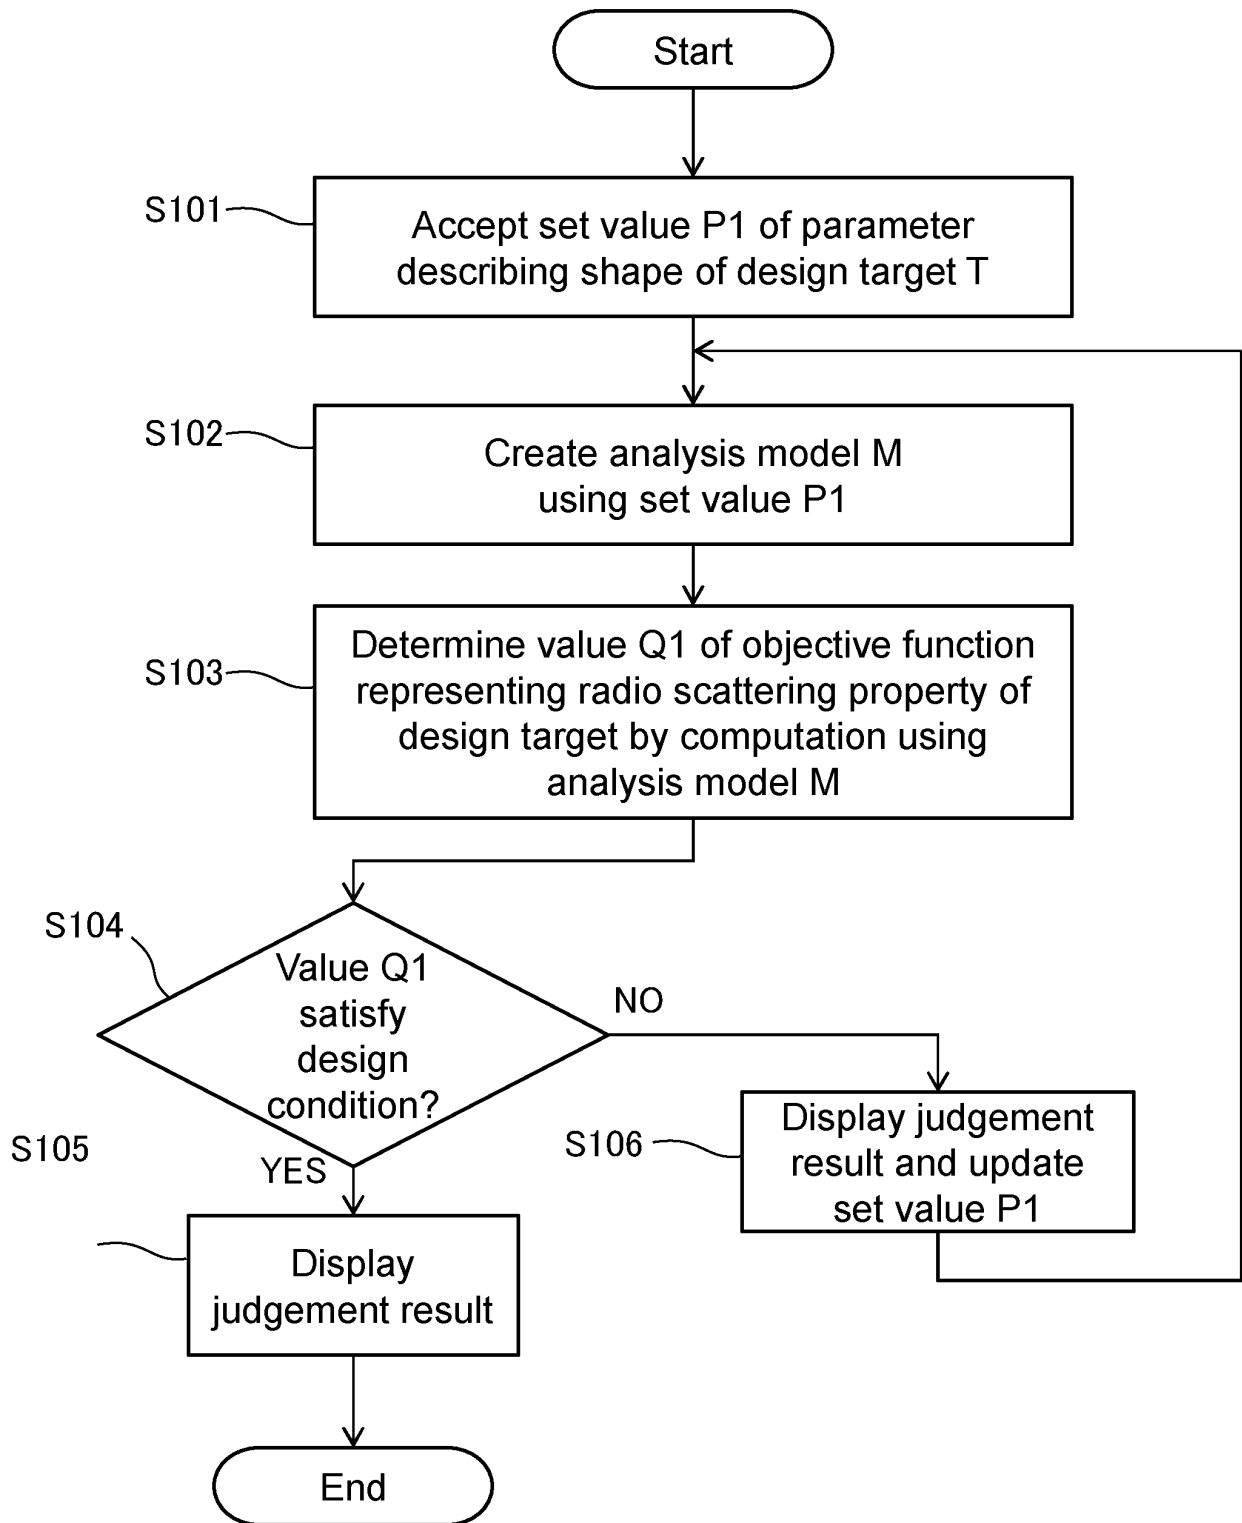 Start
S101
Accept set value P1 of parameter
describing shape of design target T
S102
Create analysis model M
using set value P1
S103
Determine value Q1 of objective function
representing radio scattering property of
design target by computation using
analysis model M
S104
Value Q1
satisfy
design
condition?
NO
YES
S105
Display
judgement result
S106
Display judgement
result and update
set value P1
End